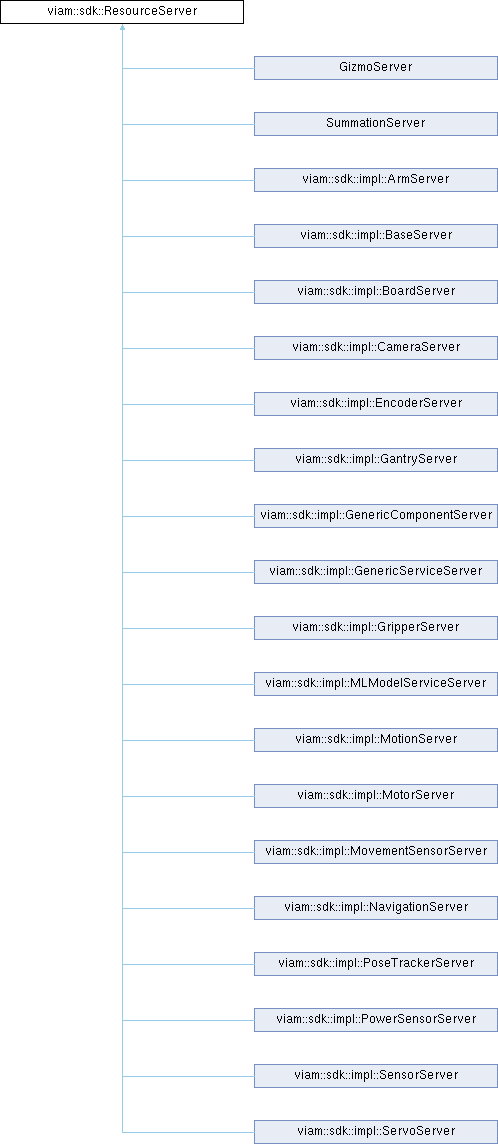 viam::sdk::ResourceServer
GizmoServer
SummationServer
viam::sdk::impl::ArmServer
viam::sdk::impl::BaseServer
viam::sdk::impl::BoardServer
viam::sdk::impl::CameraServer
viam::sdk::impl::EncoderServer
viam::sdk::impl::GantryServer
viam::sdk::impl::GenericComponentServer
viam::sdk::impl::GenericServiceServer
viam::sdk::impl::GripperServer
viam::sdk::impl::MLModelServiceServer
viam::sdk::impl::MotionServer
viam::sdk::impl::MotorServer
viam::sdk::impl::MovementSensorServer
viam::sdk::impl::NavigationServer
viam::sdk::impl::PoseTrackerServer
viam::sdk::impl::PowerSensorServer
viam::sdk::impl::SensorServer
viam::sdk::impl::ServoServer